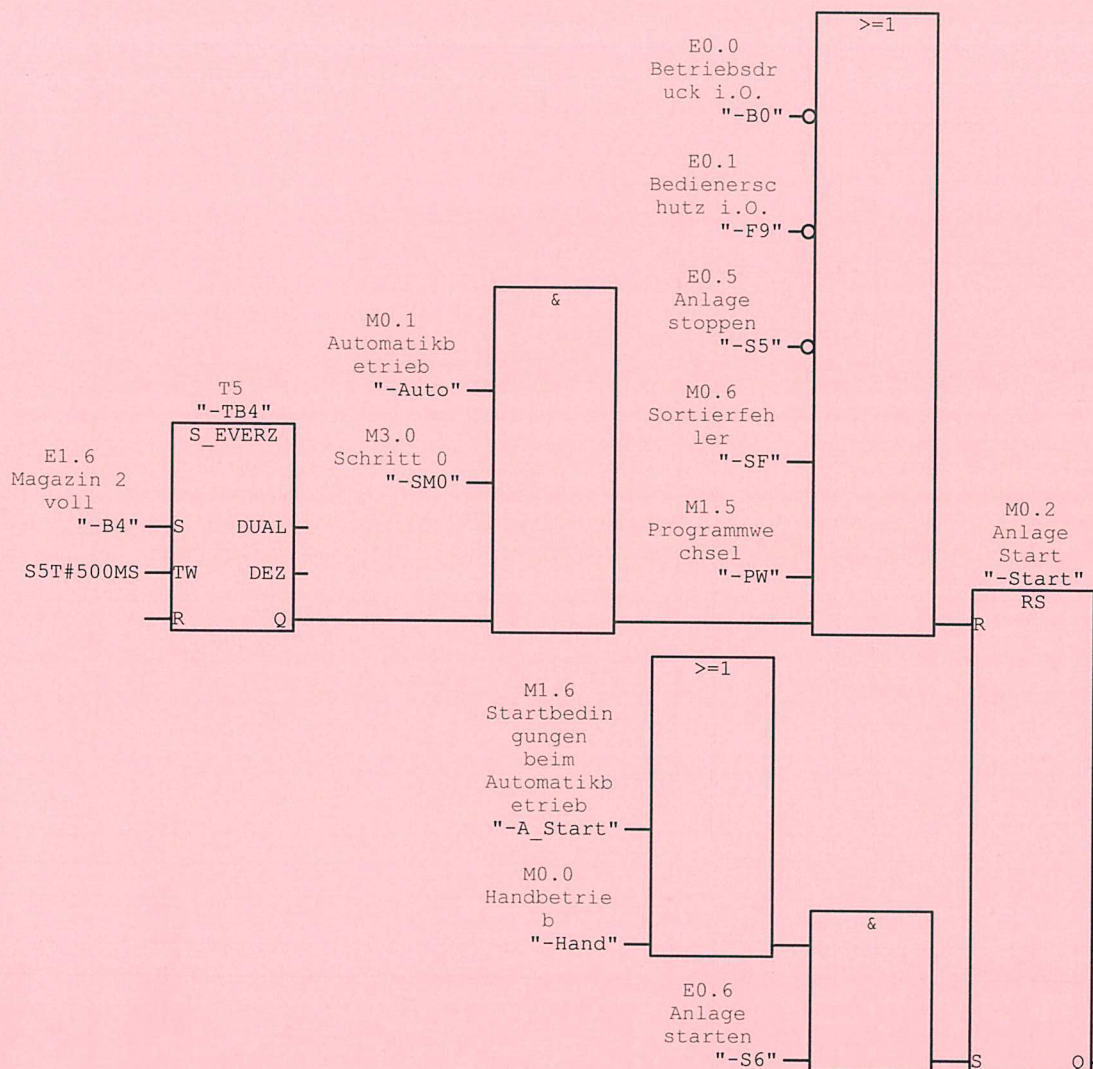 >=1
E0.0
Betriebsdr
uck i.O.
"-B0"
E0.1
Bedienersc
hutz i.O.
"-F9"
E0.5
Anlage
stoppen
"-S5"
M0.6
Sortierfeh
ler
"-SF"
M1.5
Programmwe
chsel
"-PW"
&
M0.1
Automatikb
etrieb
"-Auto"
M3.0
Schritt 0
"-SM0"
T5
"-TB4"
S_EVERZ
E1.6
Magazin 2
voll
"-B4"
S DUAL
S5T#500MS TW DEZ
R Q
M0.2
Anlage
Start
"-Start"
RS
R
>=1
M1.6
Startbedin
gungen
beim
Automatikb
etrieb
"-A_Start"
M0.0
Handbetrie
b
"-Hand"
&
E0.6
Anlage
starten
"-S6"
S Q